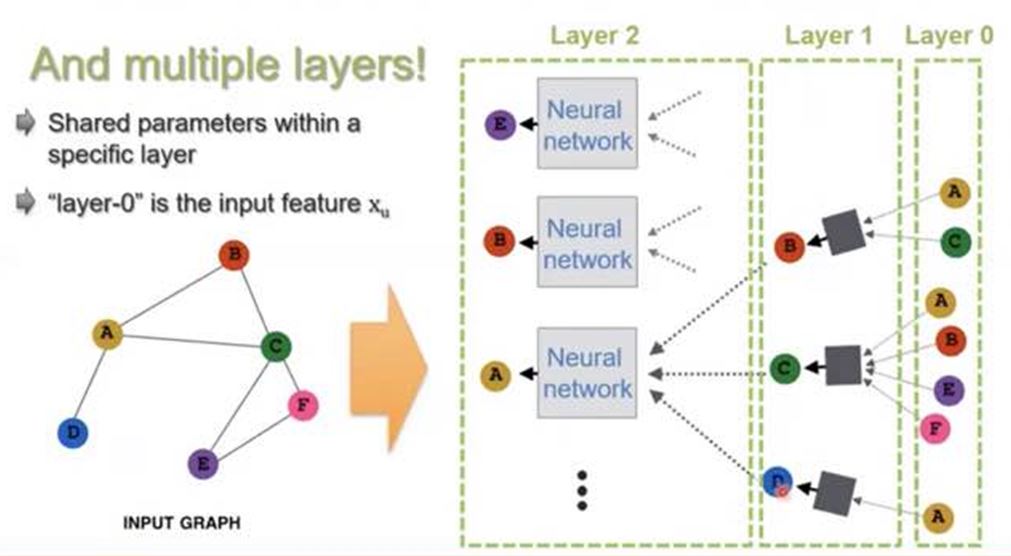 And multiple layers!
Shared parameters within a
specific layer
“layer-0” is the input feature xu
B
A
C
F
D
E
INPUT GRAPH
Layer 2
Layer 1
Layer 0
E
Neural
network
B
Neural
network
A
Neural
network
B
A
C
C
A
B
E
F
D
A